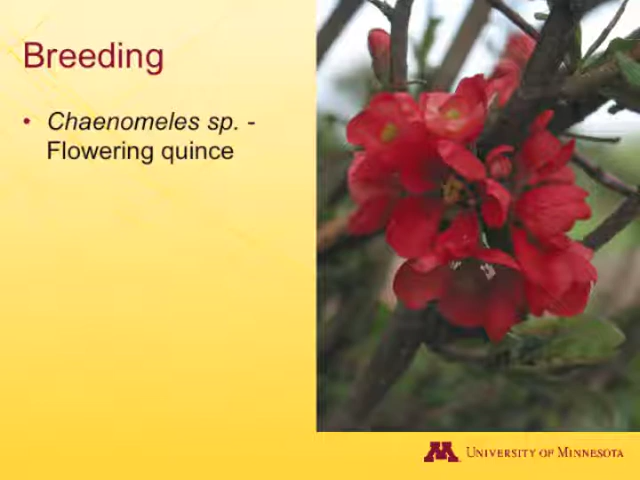 Breeding
• Chaenomeles sp. -
Flowering quince
M UNIVERSITY OF MINNESOTA